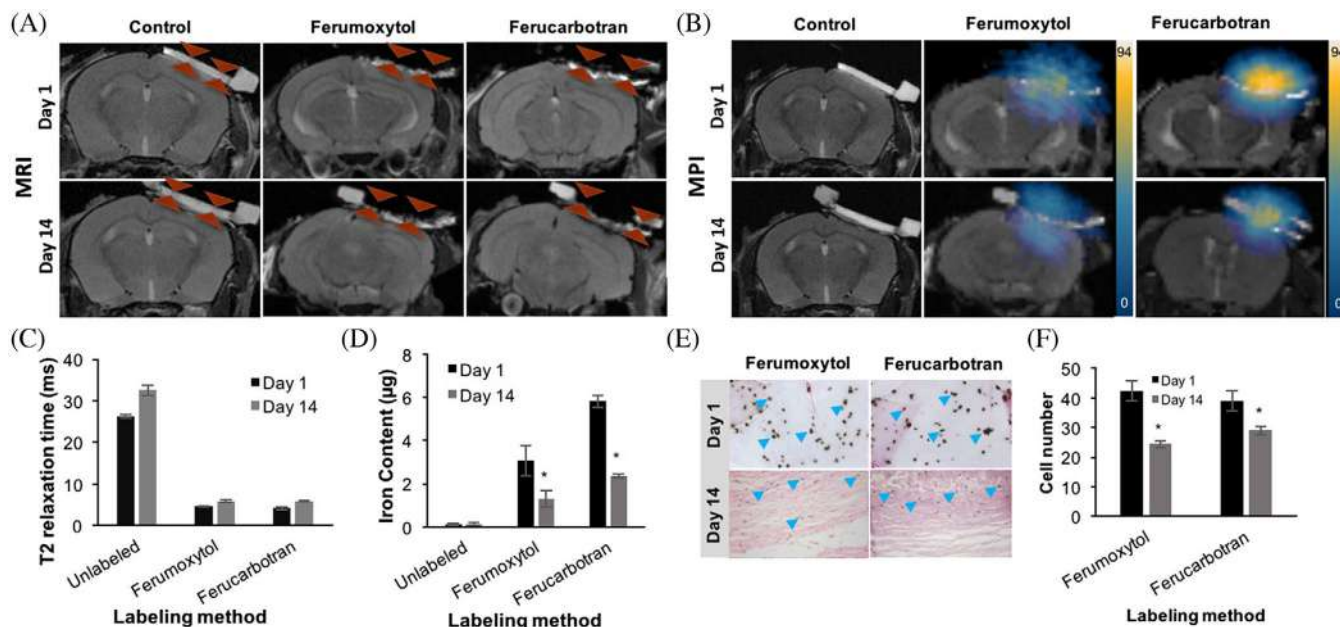 (A)
Control
Ferumoxytol
Ferucarbotran
MRI
Day 1
Day 14
(B)
Control
Ferumoxytol
Ferucarbotran
MPI
Day 1
Day 14
94
0
94
0
(C)
T2 relaxation time (ms)
40
30
20
10
0
Day 1
Day 14
Unlabeled
Ferumoxytol
Ferucarbotran
Labeling method
(D)
Iron Content (µg)
8
6
4
2
0
Day 1
Day 14
*
*
Unlabeled
Ferumoxytol
Ferucarbotran
Labeling method
(E)
Ferumoxytol
Ferucarbotran
Day 1
Day 14
(F)
Cell number
50
40
30
20
10
0
Day 1
Day 14
*
*
Ferumoxytol
Ferucarbotran
Labeling method